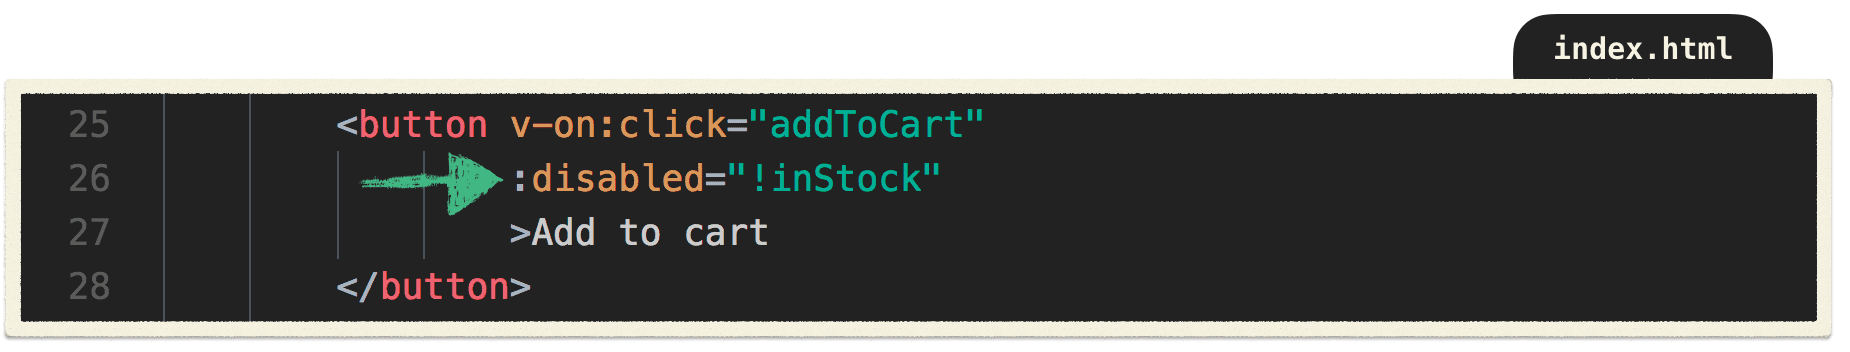 index.html
25 <button v-on:click="addToCart"
26 :disabled="!inStock"
27 >Add to cart
28 </button>